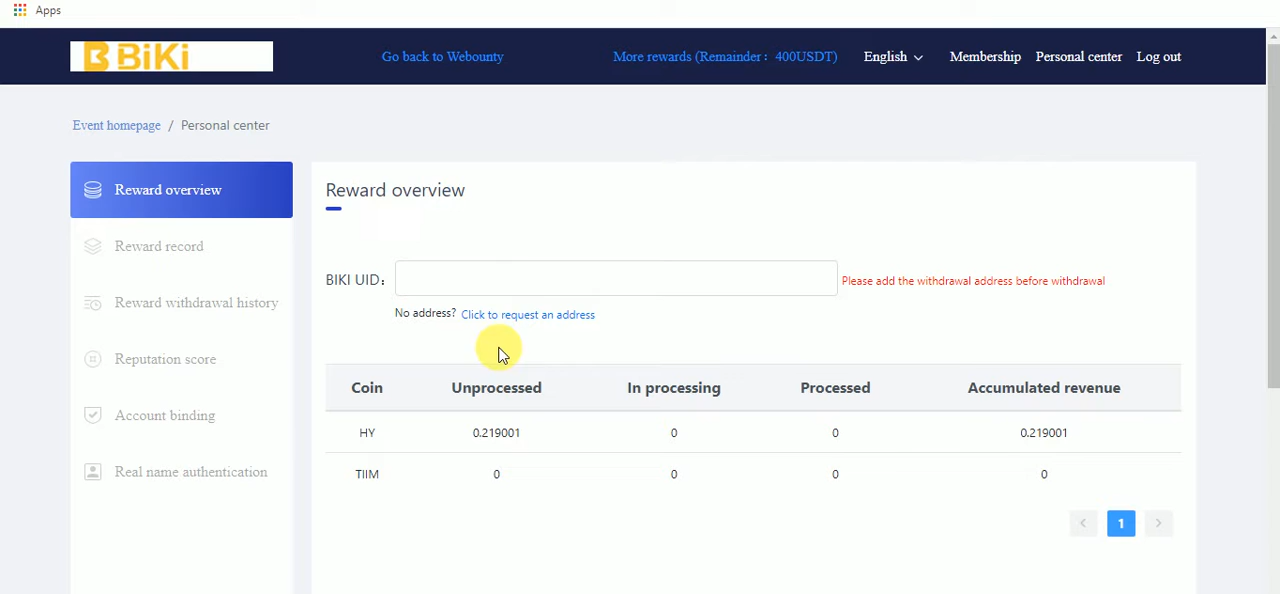 Apps
BiKi
Go back to Webounty
More rewards (Remainder：400USDT)
English
Membership
Personal center
Log out
Event homepage / Personal center
Reward overview
Reward record
Reward withdrawal history
Reputation score
Account binding
Real name authentication
Reward overview
BIKI UID：
Please add the withdrawal address before withdrawal
No address? Click to request an address
Coin Unprocessed In processing Processed Accumulated revenue
HY 0.219001 0 0 0.219001
TIIM 0 0 0 0
< 1 >